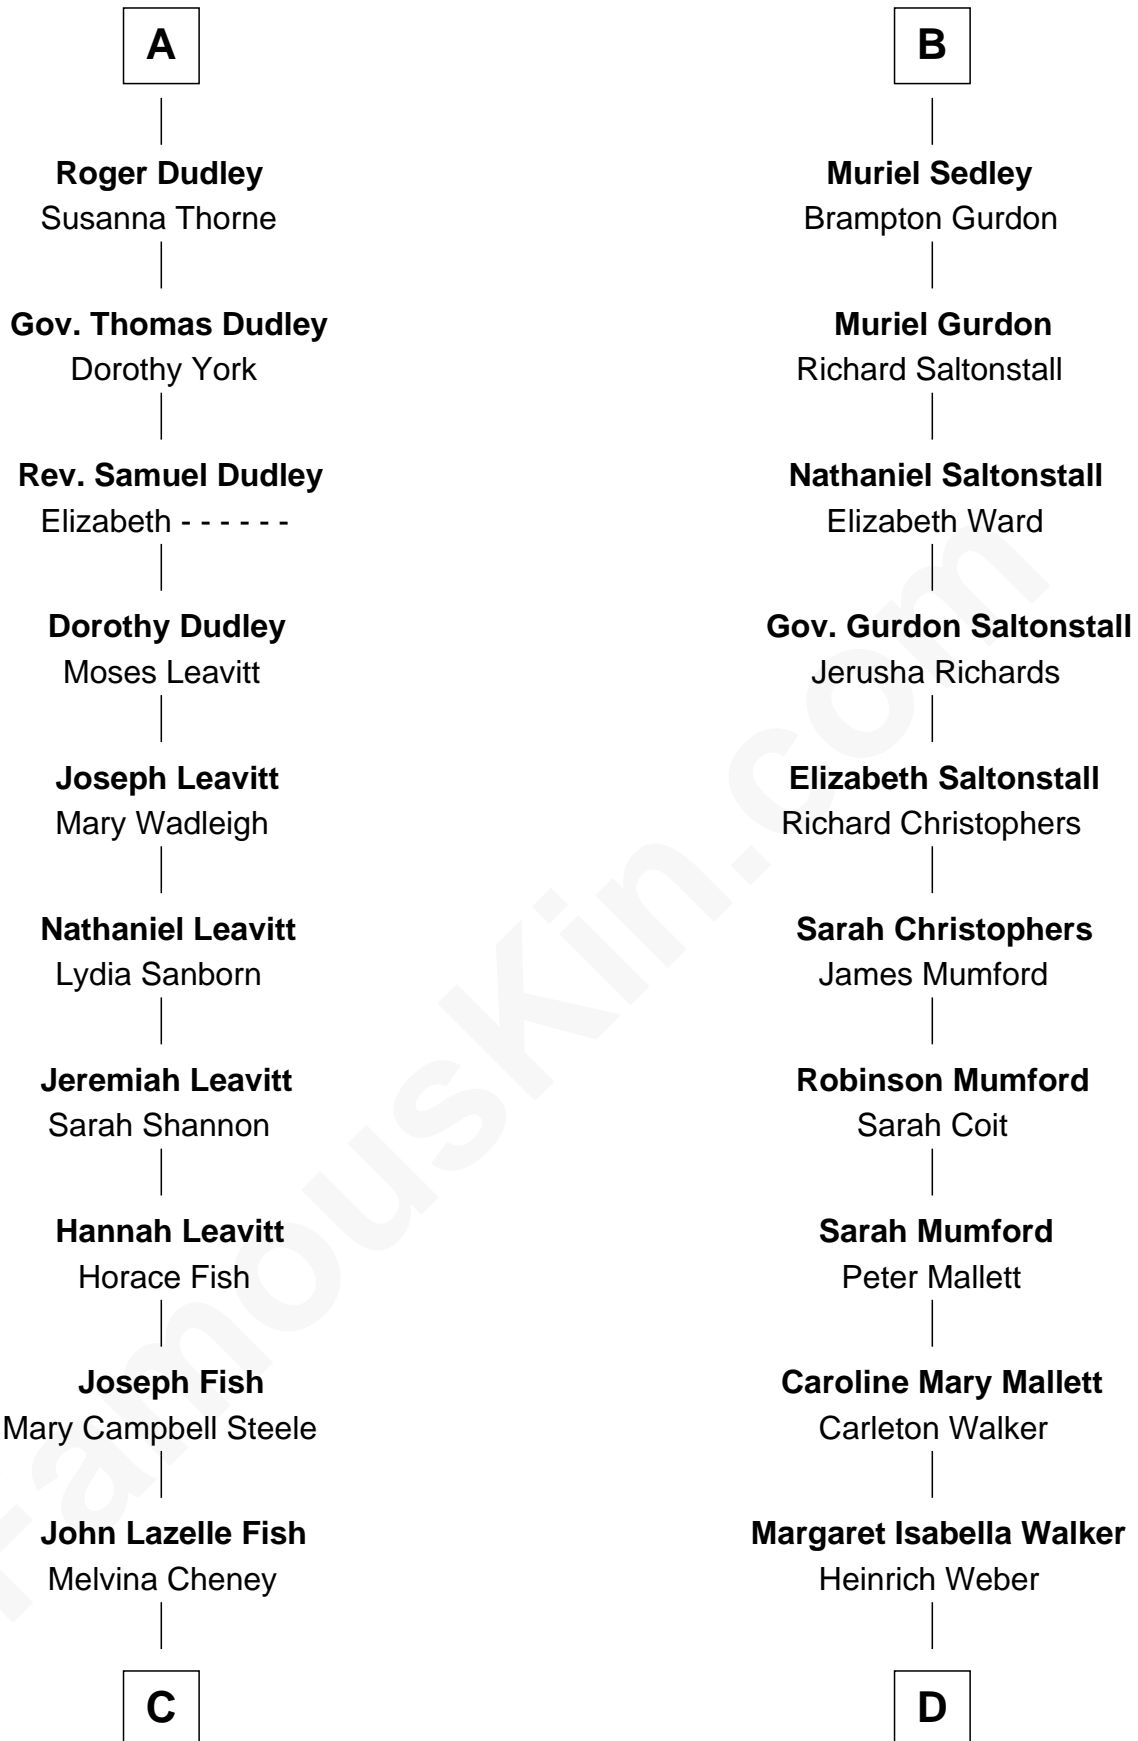 A
Roger Dudley
Susanna Thorne
Gov. Thomas Dudley
Dorothy York
Rev. Samuel Dudley
Elizabeth - - - - - -
Dorothy Dudley
Moses Leavitt
Joseph Leavitt
Mary Wadleigh
Nathaniel Leavitt
Lydia Sanborn
Jeremiah Leavitt
Sarah Shannon
Hannah Leavitt
Horace Fish
Joseph Fish
Mary Campbell Steele
John Lazelle Fish
Melvina Cheney
C
B
Muriel Sedley
Brampton Gurdon
Muriel Gurdon
Richard Saltonstall
Nathaniel Saltonstall
Elizabeth Ward
Gov. Gurdon Saltonstall
Jerusha Richards
Elizabeth Saltonstall
Richard Christophers
Sarah Christophers
James Mumford
Robinson Mumford
Sarah Coit
Sarah Mumford
Peter Mallett
Caroline Mary Mallett
Carleton Walker
Margaret Isabella Walker
Heinrich Weber
D
FamousKin.com